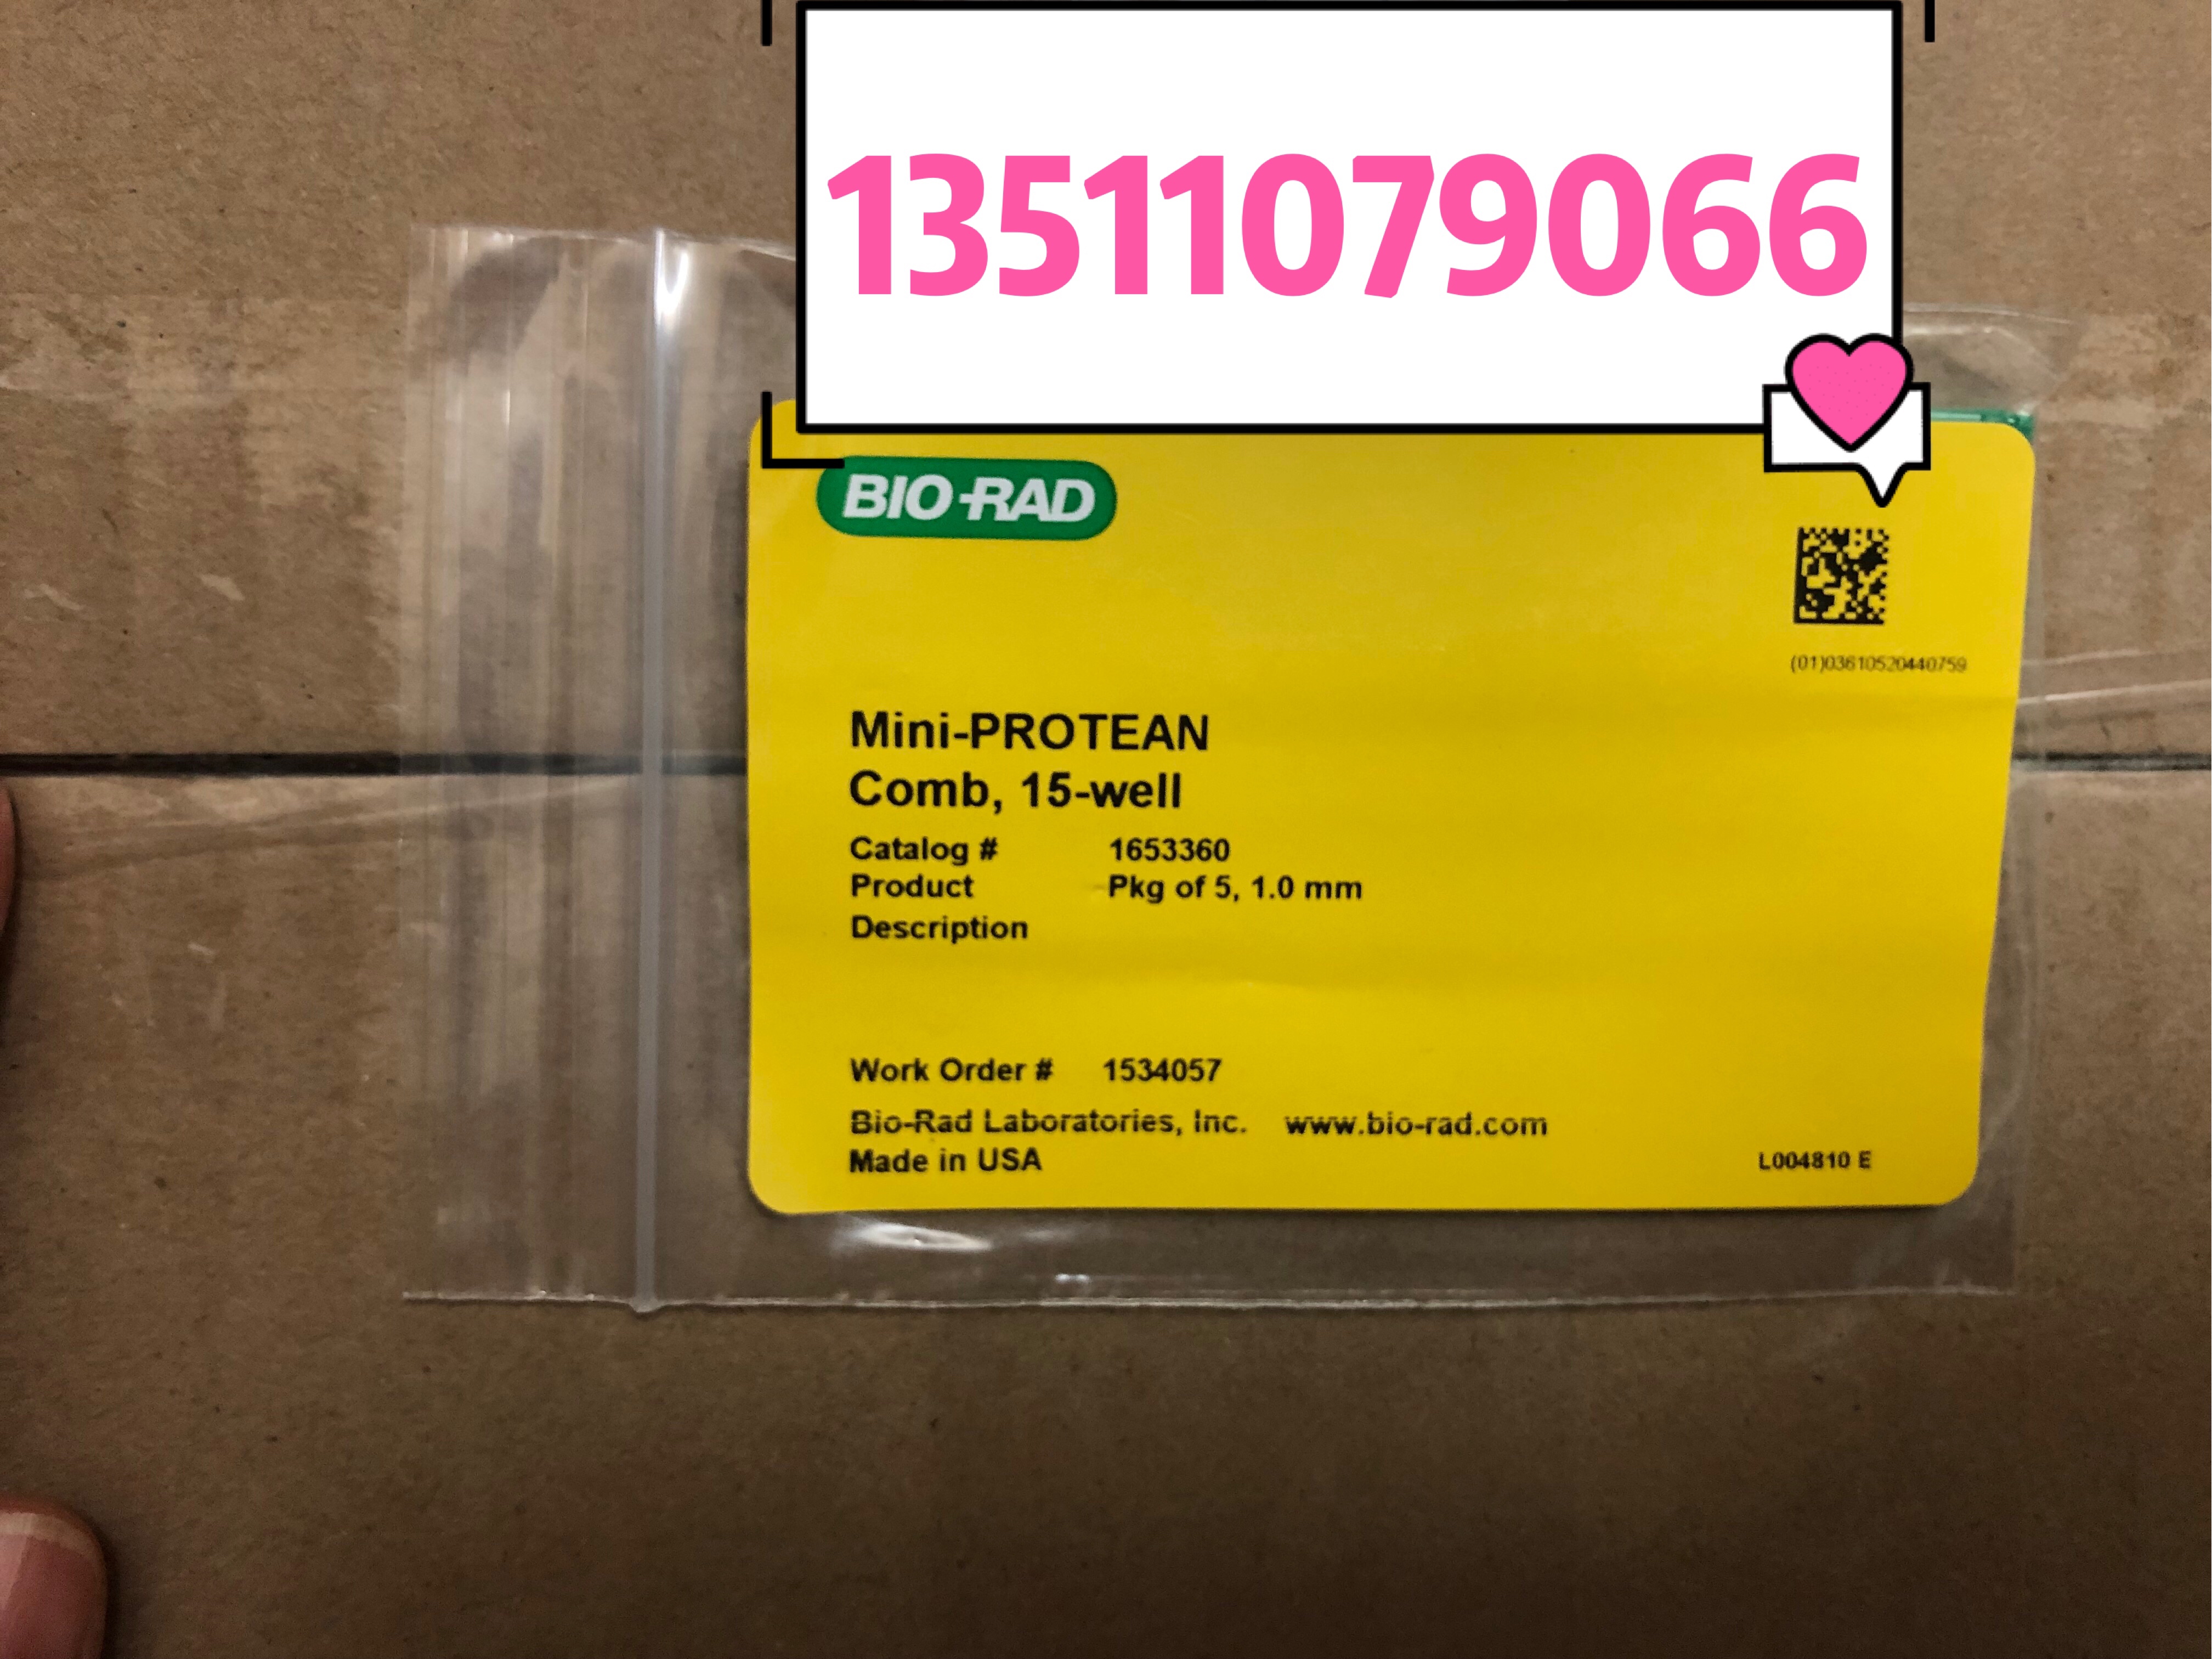 13511079066
BIO-RAD
(01)03610520440759
Mini-PROTEAN
Comb, 15-well
Catalog # 1653360
Product Pkg of 5, 1.0 mm
Description
Work Order # 1534057
Bio-Rad Laboratories, Inc. www.bio-rad.com
Made in USA
L004810 E